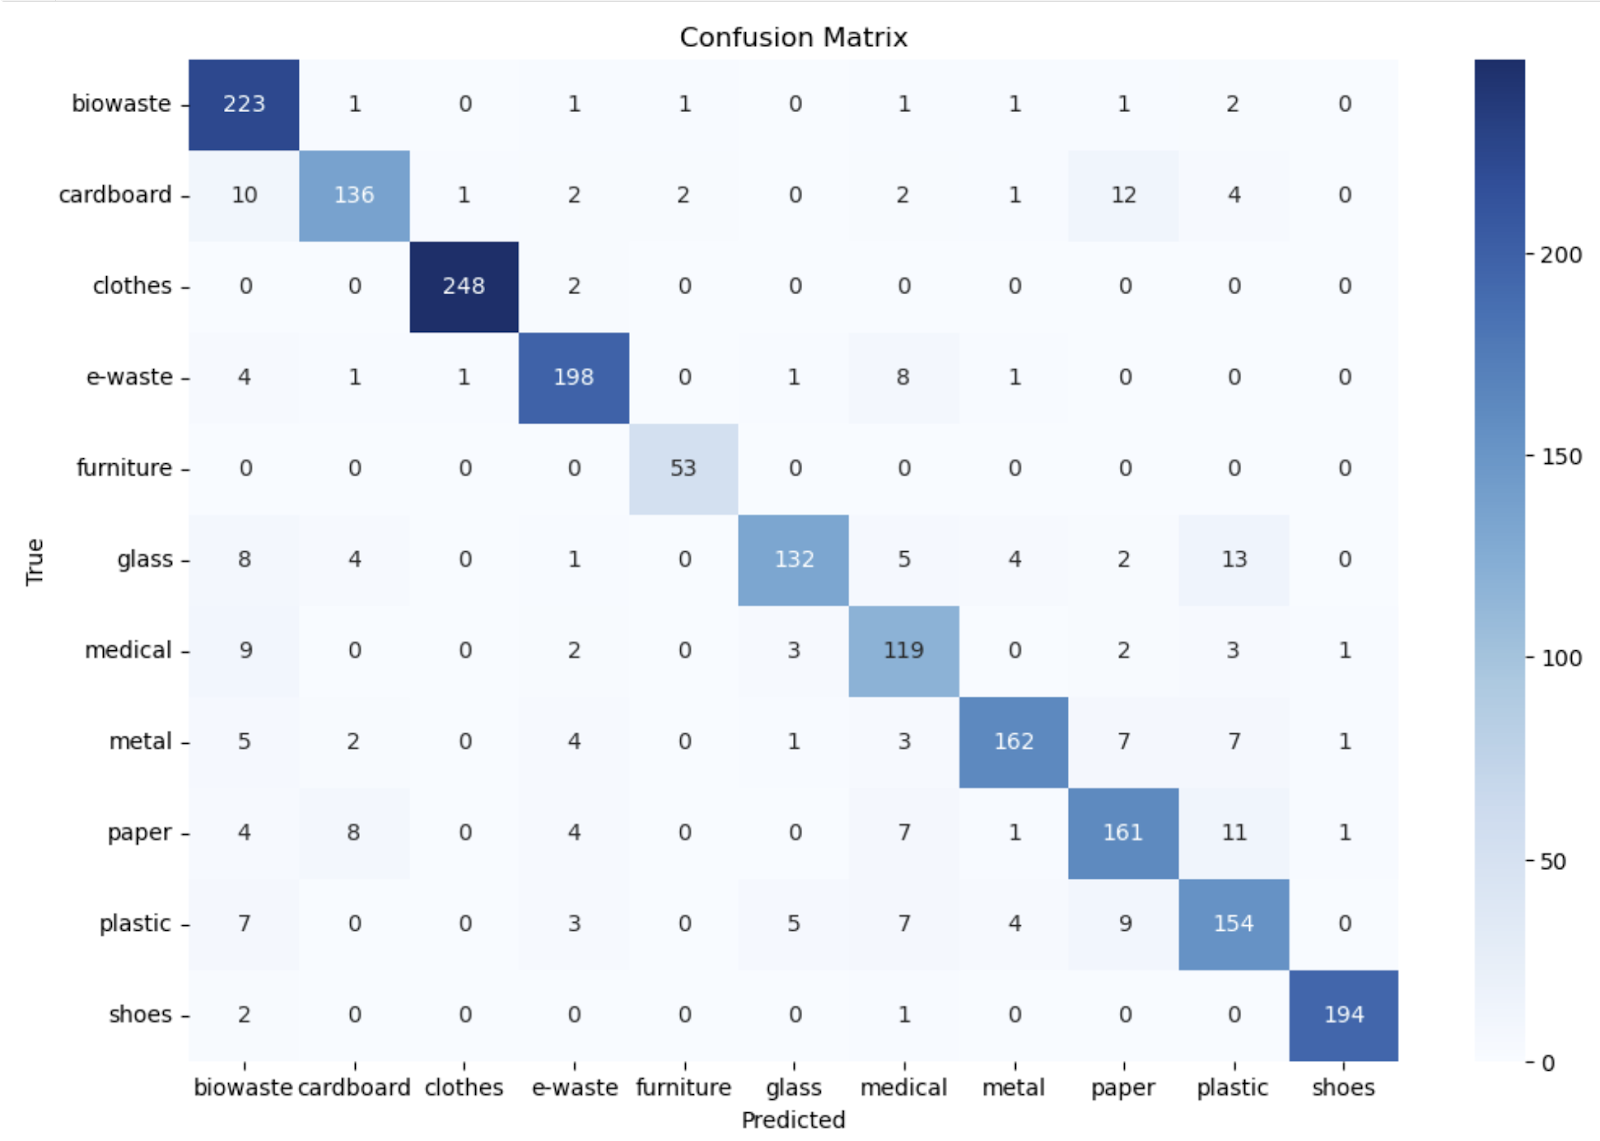 Confusion Matrix
biowaste 223 1 0 1 1 0 1 1 1 2 0
cardboard 10 136 1 2 2 0 2 1 12 4 0
clothes 0 0 248 2 0 0 0 0 0 0 0
e-waste 4 1 1 198 0 1 8 1 0 0 0
furniture 0 0 0 0 53 0 0 0 0 0 0
glass 8 4 0 1 0 132 5 4 2 13 0
medical 9 0 0 2 0 3 119 0 2 3 1
metal 5 2 0 4 0 1 3 162 7 7 1
paper 4 8 0 4 0 0 7 1 161 11 1
plastic 7 0 0 3 0 5 7 4 9 154 0
shoes 2 0 0 0 0 0 1 0 0 0 194
biowaste cardboard clothes e-waste furniture glass medical metal paper plastic shoes
Predicted
True
200
150
100
50
0